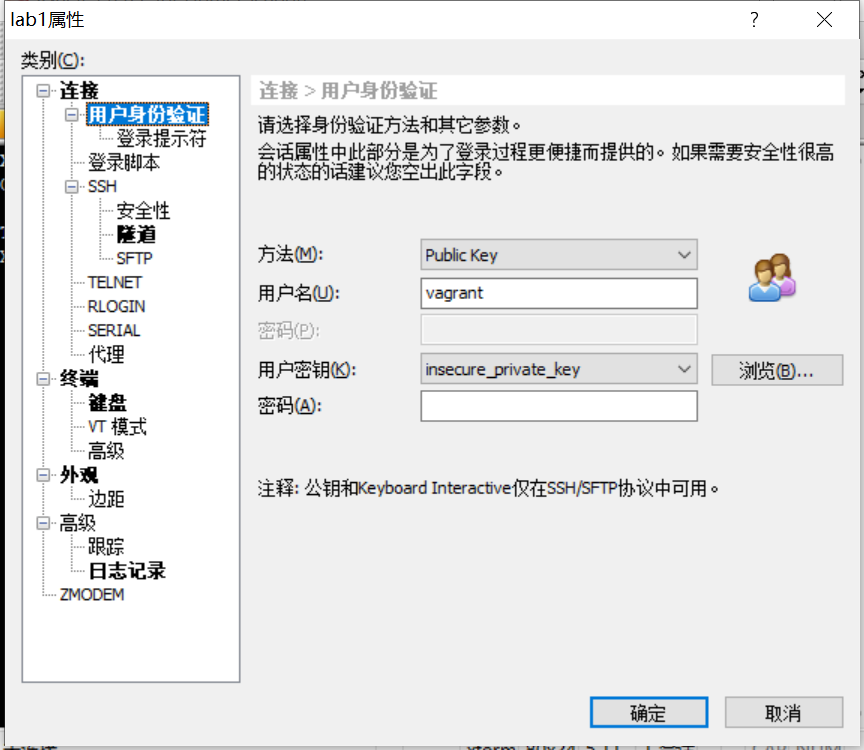 lab1属性
类别(C):
连接
用户身份验证
登录提示符
登录脚本
SSH
安全性
隧道
SFTP
TELNET
RLOGIN
SERIAL
代理
终端
键盘
VT 模式
高级
外观
边距
高级
跟踪
日志记录
ZMODEM
连接 > 用户身份验证
请选择身份验证方法和其它参数。
会话属性中此部分是为了登录过程更便捷而提供的。如果需要安全性很高
的状态的话建议您空出此字段。
方法(M):
Public Key
用户名(U):
vagrant
密码(P):
用户密钥(K):
insecure_private_key
浏览(B)...
密码(A):
注释: 公钥和Keyboard Interactive仅在SSH/SFTP协议中可用。
确定
取消